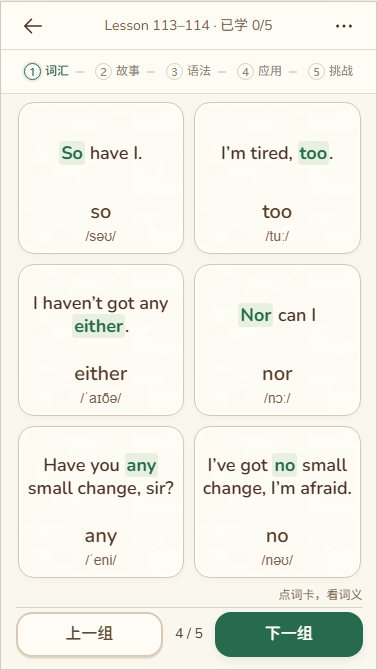 Lesson 113–114 · 已学 0/5
1 词汇 – 2 故事 – 3 语法 – 4 应用 – 5 挑战
So have I.
so
/səʊ/
I'm tired, too.
too
/tuː/
I haven't got any
either.
either
/ˈaɪðə/
Nor can I
nor
/nɔː/
Have you any
small change, sir?
any
/ˈeni/
I've got no small
change, I'm afraid.
no
/nəʊ/
点词卡，看词义
上一组
4 / 5
下一组